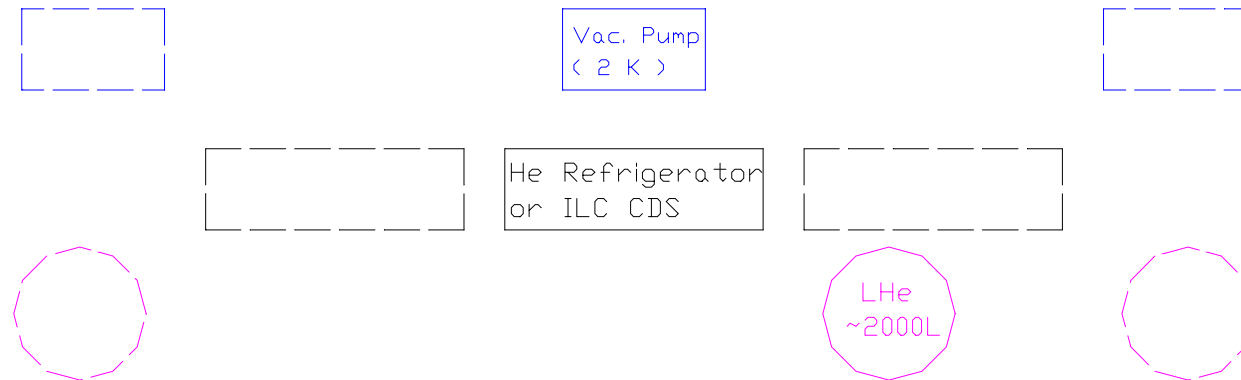 Vac. Pump
( 2 K )
He Refrigerator
or ILC CDS
LHe
~2000L